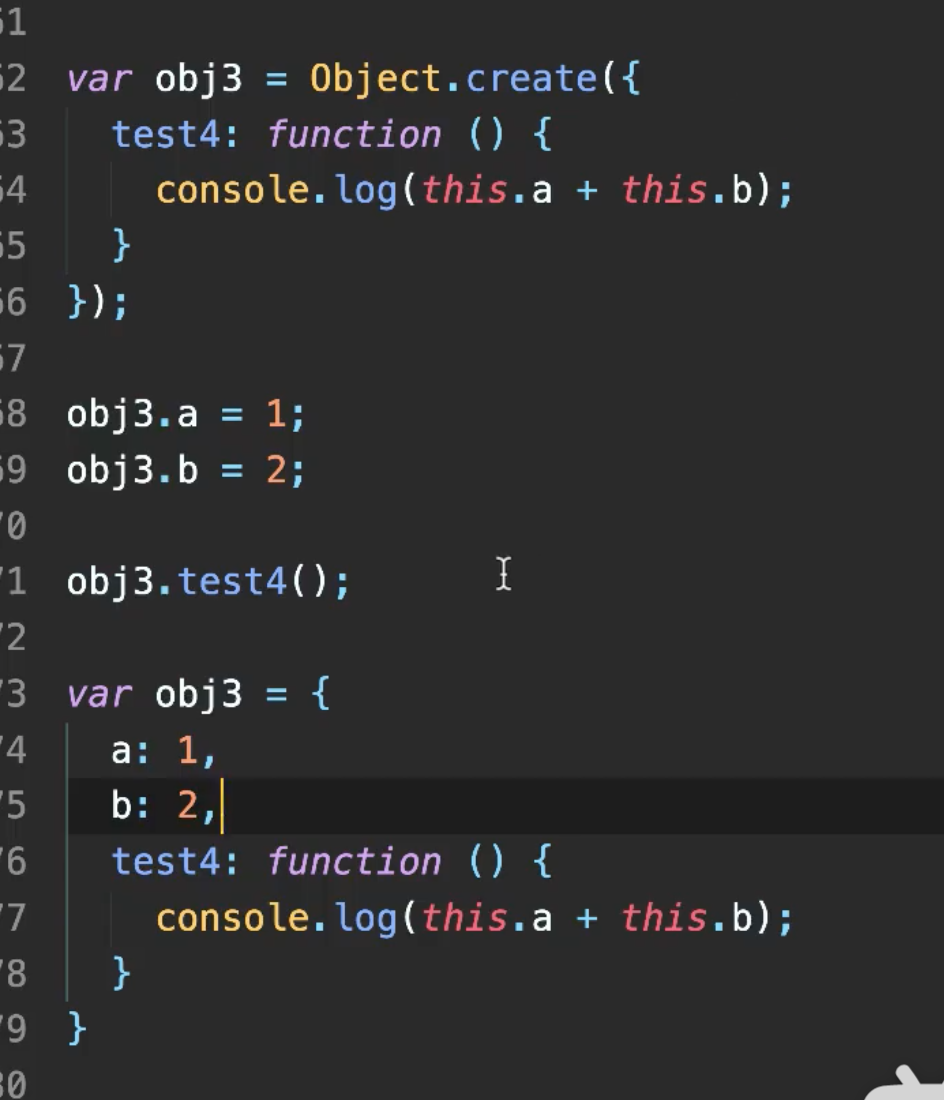 51
52 var obj3 = Object.create({
53   test4: function () {
54     console.log(this.a + this.b);
55   }
56 });
57
58 obj3.a = 1;
59 obj3.b = 2;
70
71 obj3.test4();
72
73 var obj3 = {
74   a: 1,
75   b: 2,
76   test4: function () {
77     console.log(this.a + this.b);
78   }
79 }
80